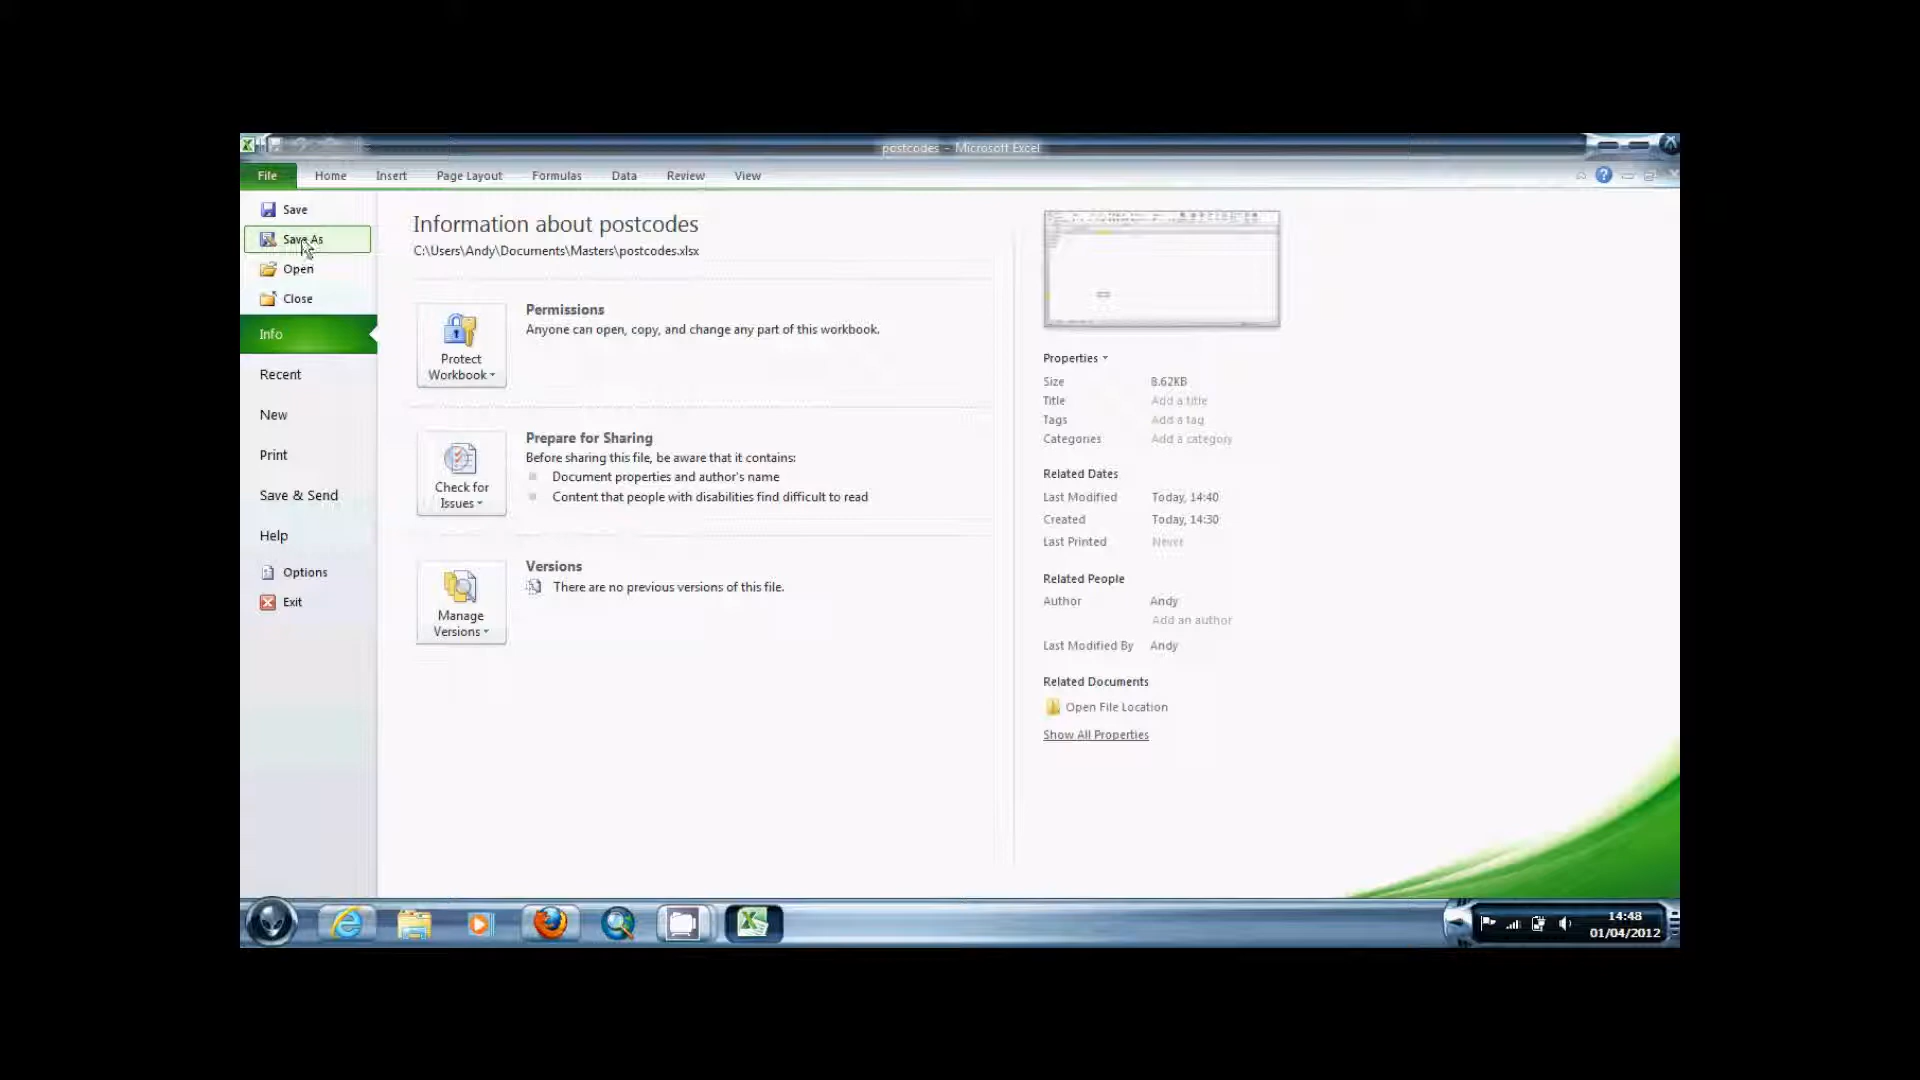 postcodes - Microsoft Excel
File Home Insert Page Layout Formulas Data Review View
Save
Save As
Open
Close
Info
Recent
New
Print
Save & Send
Help
Options
Exit
Information about postcodes
C:\Users\Andy\Documents\Masters\postcodes.xlsx
Protect
Workbook
Permissions
Anyone can open, copy, and change any part of this workbook.
Check for
Issues
Prepare for Sharing
Before sharing this file, be aware that it contains:
Document properties and author's name
Content that people with disabilities find difficult to read
Manage
Versions
Versions
There are no previous versions of this file.
Properties
Size 8.62KB
Title Add a title
Tags Add a tag
Categories Add a category
Related Dates
Last Modified Today, 14:40
Created Today, 14:30
Last Printed Never
Related People
Author Andy
Add an author
Last Modified By Andy
Related Documents
Open File Location
Show All Properties
14:48
01/04/2012